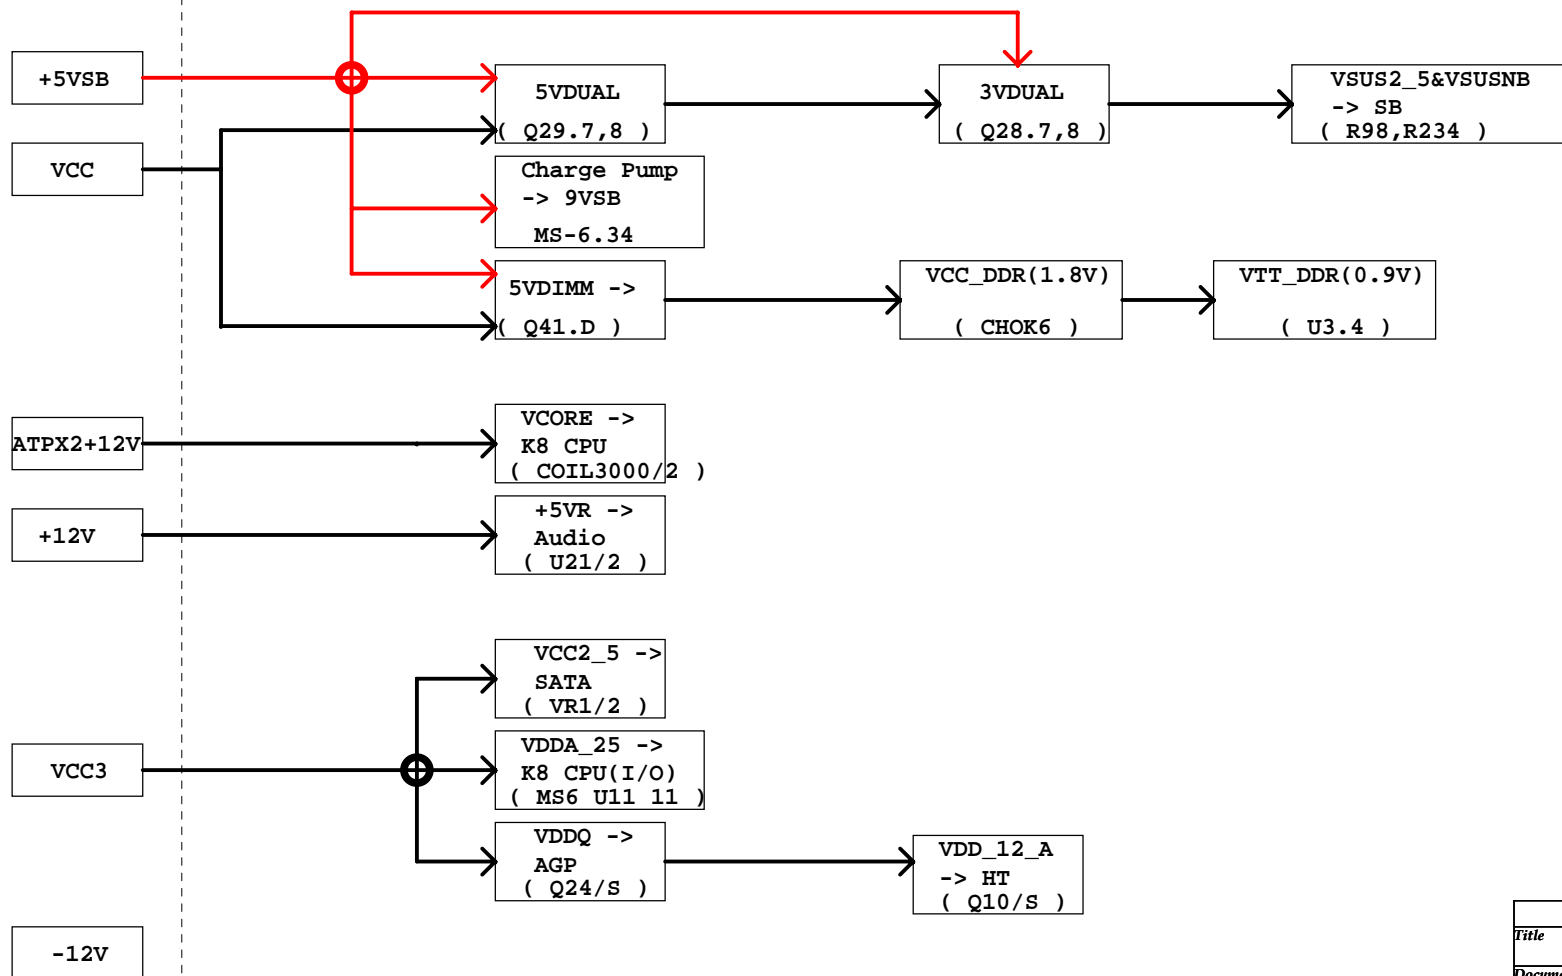 +5VSB
5VDUAL
( Q29.7,8 )
3VDUAL
( Q28.7,8 )
VSUS2_5&VSUSNB
-> SB
( R98,R234 )
VCC
Charge Pump
-> 9VSB
MS-6.34
5VDIMM ->
( Q41.D )
VCC_DDR(1.8V)
( CHOK6 )
VTT_DDR(0.9V)
( U3.4 )
ATPX2+12V
VCORE ->
K8 CPU
( COIL3000/2 )
+12V
+5VR ->
Audio
( U21/2 )
VCC2_5 ->
SATA
( VR1/2 )
VCC3
VDDA_25 ->
K8 CPU(I/O)
( MS6 U11 11 )
VDDQ ->
AGP
( Q24/S )
VDD_12_A
-> HT
( Q10/S )
-12V
Title